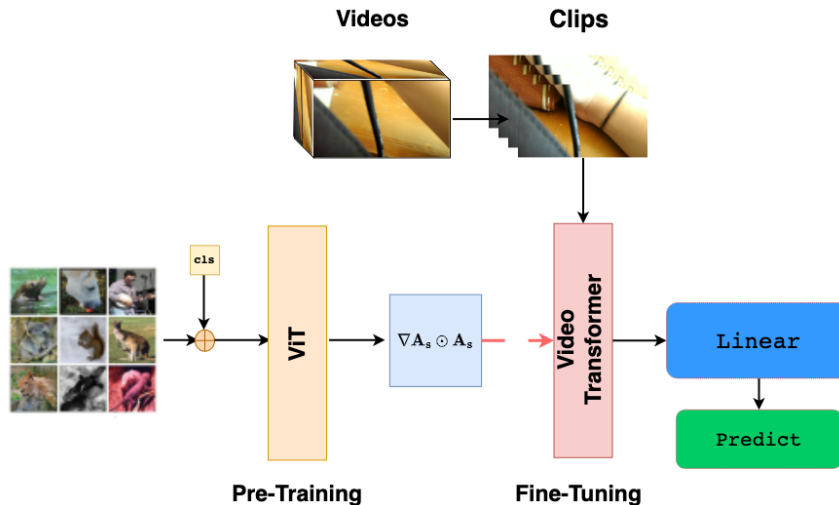 Videos
Clips
cls
ViT
∇A_s ⊙ A_s
Video
Transformer
Linear
Predict
Pre-Training
Fine-Tuning